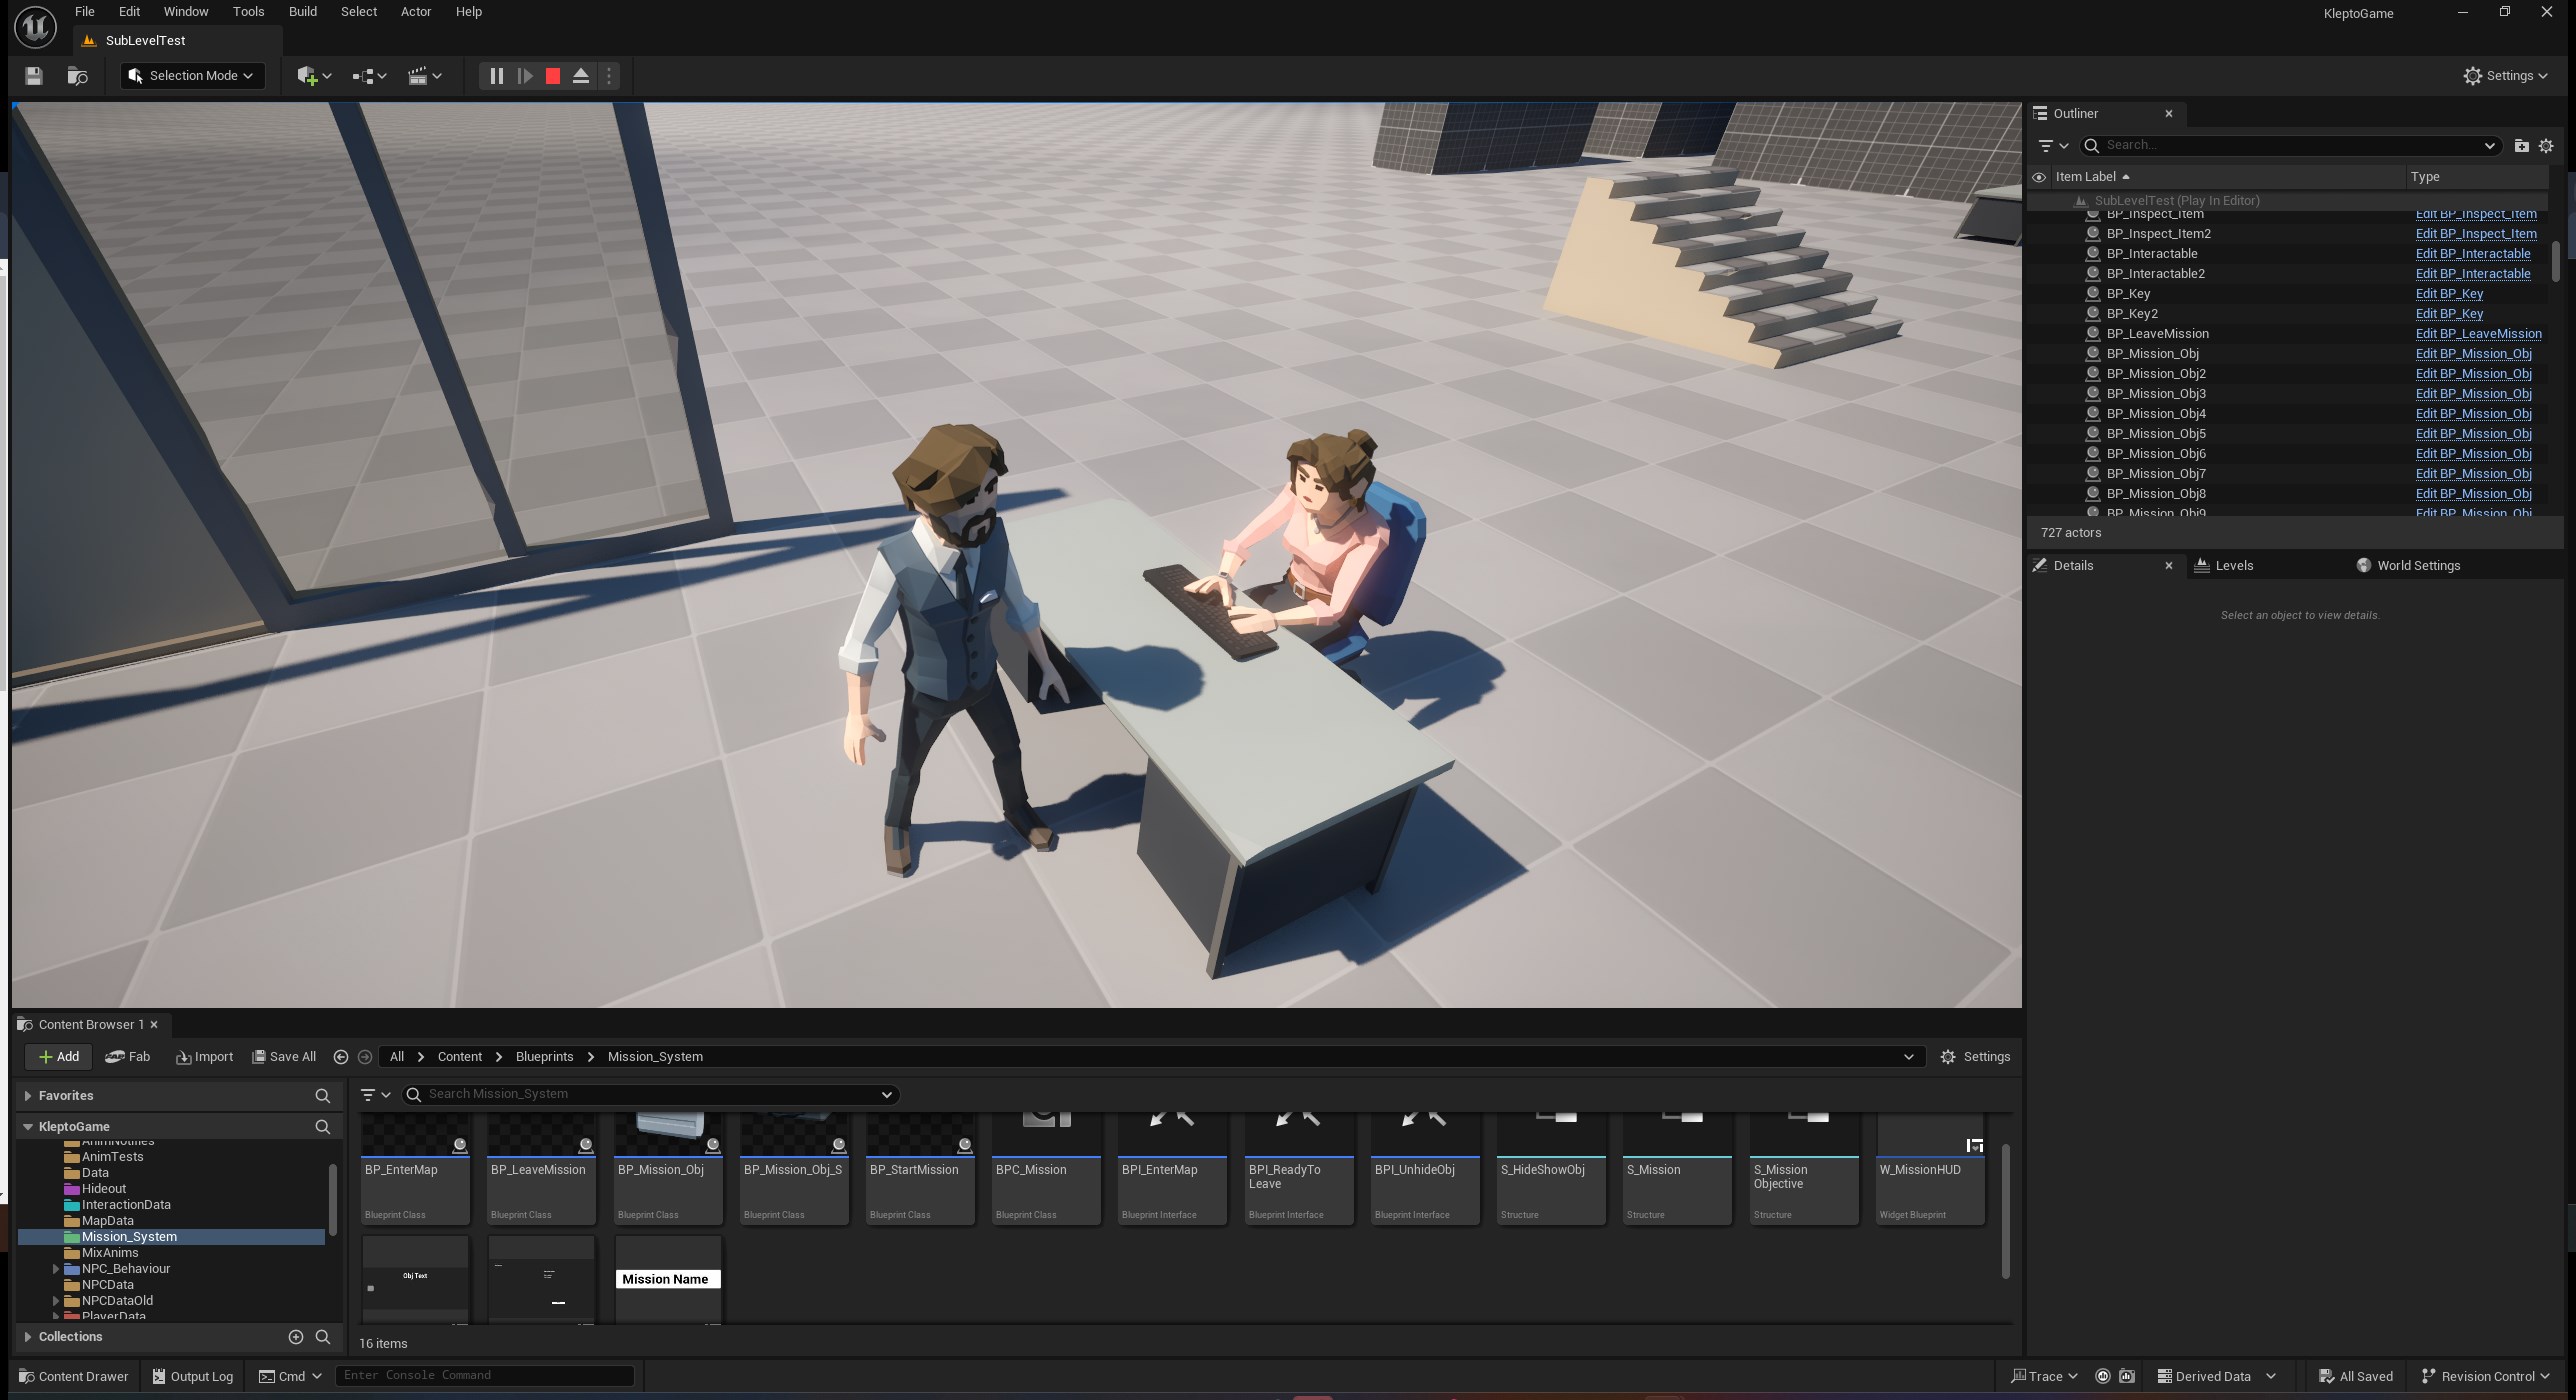 File Edit Window Tools Build Select Actor Help
KleptoGame
SubLevelTest
Selection Mode
Settings
Outliner
Search...
Item Label Type
SubLevelTest (Play In Editor)
BP_Inspect_Item Edit BP_Inspect_Item
BP_Inspect_Item2 Edit BP_Inspect_Item
BP_Interactable Edit BP_Interactable
BP_Interactable2 Edit BP_Interactable
BP_Key Edit BP_Key
BP_Key2 Edit BP_Key
BP_LeaveMission Edit BP_LeaveMission
BP_Mission_Obj Edit BP_Mission_Obj
BP_Mission_Obj2 Edit BP_Mission_Obj
BP_Mission_Obj3 Edit BP_Mission_Obj
BP_Mission_Obj4 Edit BP_Mission_Obj
BP_Mission_Obj5 Edit BP_Mission_Obj
BP_Mission_Obj6 Edit BP_Mission_Obj
BP_Mission_Obj7 Edit BP_Mission_Obj
BP_Mission_Obj8 Edit BP_Mission_Obj
BP_Mission_Obj9 Edit BP_Mission_Obj
727 actors
Details Levels World Settings
Select an object to view details.
Content Browser 1
Add Fab Import Save All All Content Blueprints Mission_System Settings
Favorites
KleptoGame
AnimNotifies
AnimTests
Data
Hideout
InteractionData
MapData
Mission_System
MixAnims
NPC_Behaviour
NPCData
NPCDataOld
PlayerData
Collections
Search Mission_System
BP_EnterMap
Blueprint Class
BP_LeaveMission
Blueprint Class
BP_Mission_Obj
Blueprint Class
BP_Mission_Obj_S
Blueprint Class
BP_StartMission
Blueprint Class
BPC_Mission
Blueprint Class
BPI_EnterMap
Blueprint Interface
BPI_ReadyTo
Leave
Blueprint Interface
BPI_UnhideObj
Blueprint Interface
S_HideShowObj
Structure
S_Mission
Structure
S_Mission
Objective
Structure
W_MissionHUD
Widget Blueprint
Obj Text
Mission Name
16 items
Content Drawer Output Log Cmd Enter Console Command Trace Derived Data All Saved Revision Control